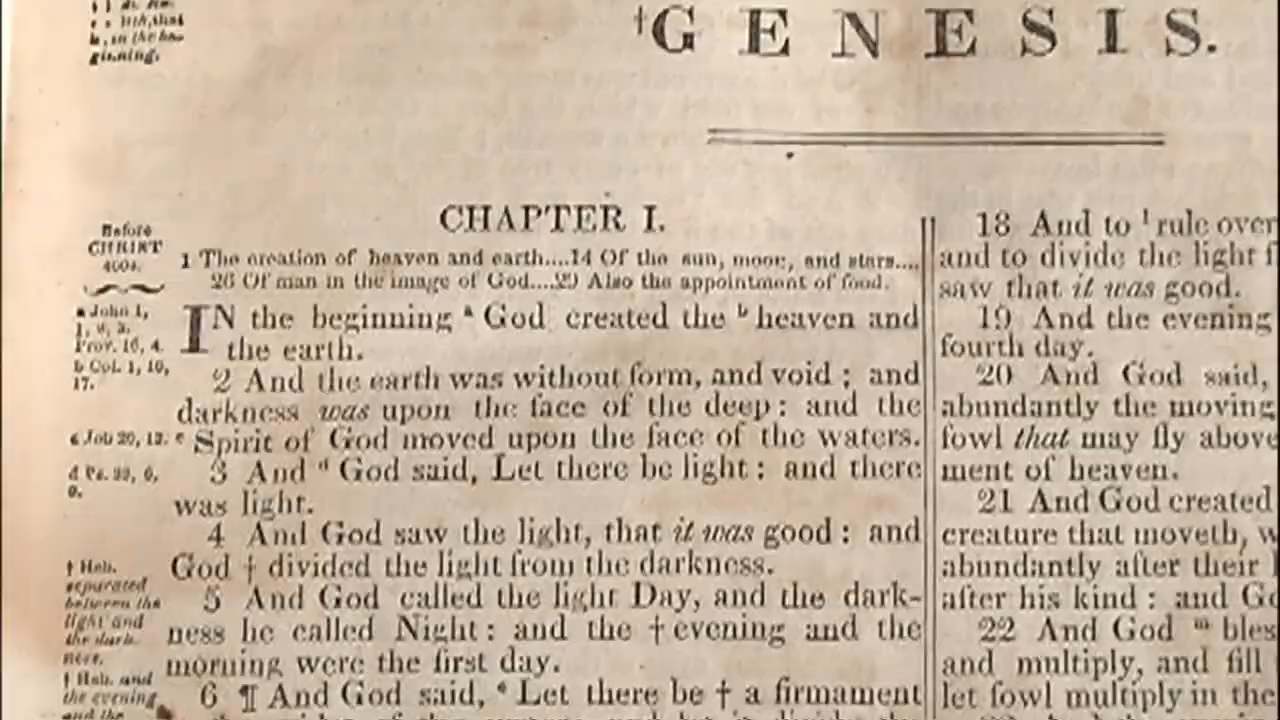 †GENESIS.
ginning.
Before
CHRIST
4004.
a John 1,
1, 2, 3.
Prov. 16, 4.
b Col. 1, 16,
17.
d Ps. 33, 6,
9.
† Heb.
separated
between the
light and
the dark-
ness.
† Heb. and
the evening
and the
CHAPTER I.
1 The creation of heaven and earth....14 Of the sun, moon, and stars....
26 Of man in the image of God....29 Also the appointment of food.
IN the beginning a God created the b heaven and
the earth.
2 And the earth was without form, and void ; and
darkness was upon the face of the deep: and the
c Spirit of God moved upon the face of the waters.
3 And d God said, Let there be light : and there
was light.
4 And God saw the light, that it was good : and
God † divided the light from the darkness.
5 And God called the light Day, and the dark-
ness he called Night: and the † evening and the
morning were the first day.
6 ¶ And God said, e Let there be † a firmament
18 And to l rule over
and to divide the light f
saw that it was good.
19 And the evening
fourth day.
20 And God said,
abundantly the moving
fowl that may fly above
ment of heaven.
21 And God created
creature that moveth, w
abundantly after their
after his kind : and Go
22 And God m bles
and multiply, and fill
let fowl multiply in the